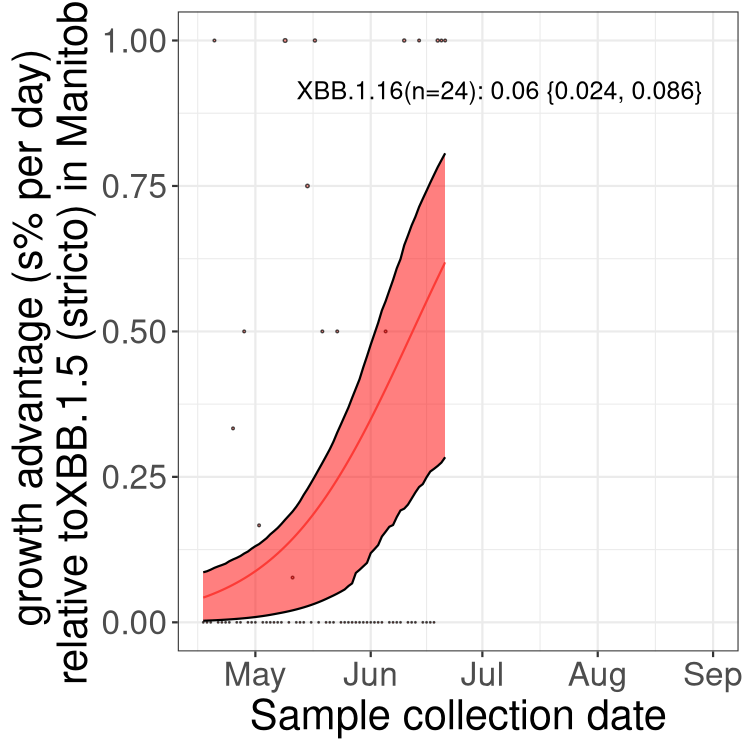 growth advantage (s% per day)
relative toXBB.1.5 (stricto) in Manitob
1.00
0.75
0.50
0.25
0.00
XBB.1.16(n=24): 0.06 {0.024, 0.086}
May Jun Jul Aug Sep
Sample collection date